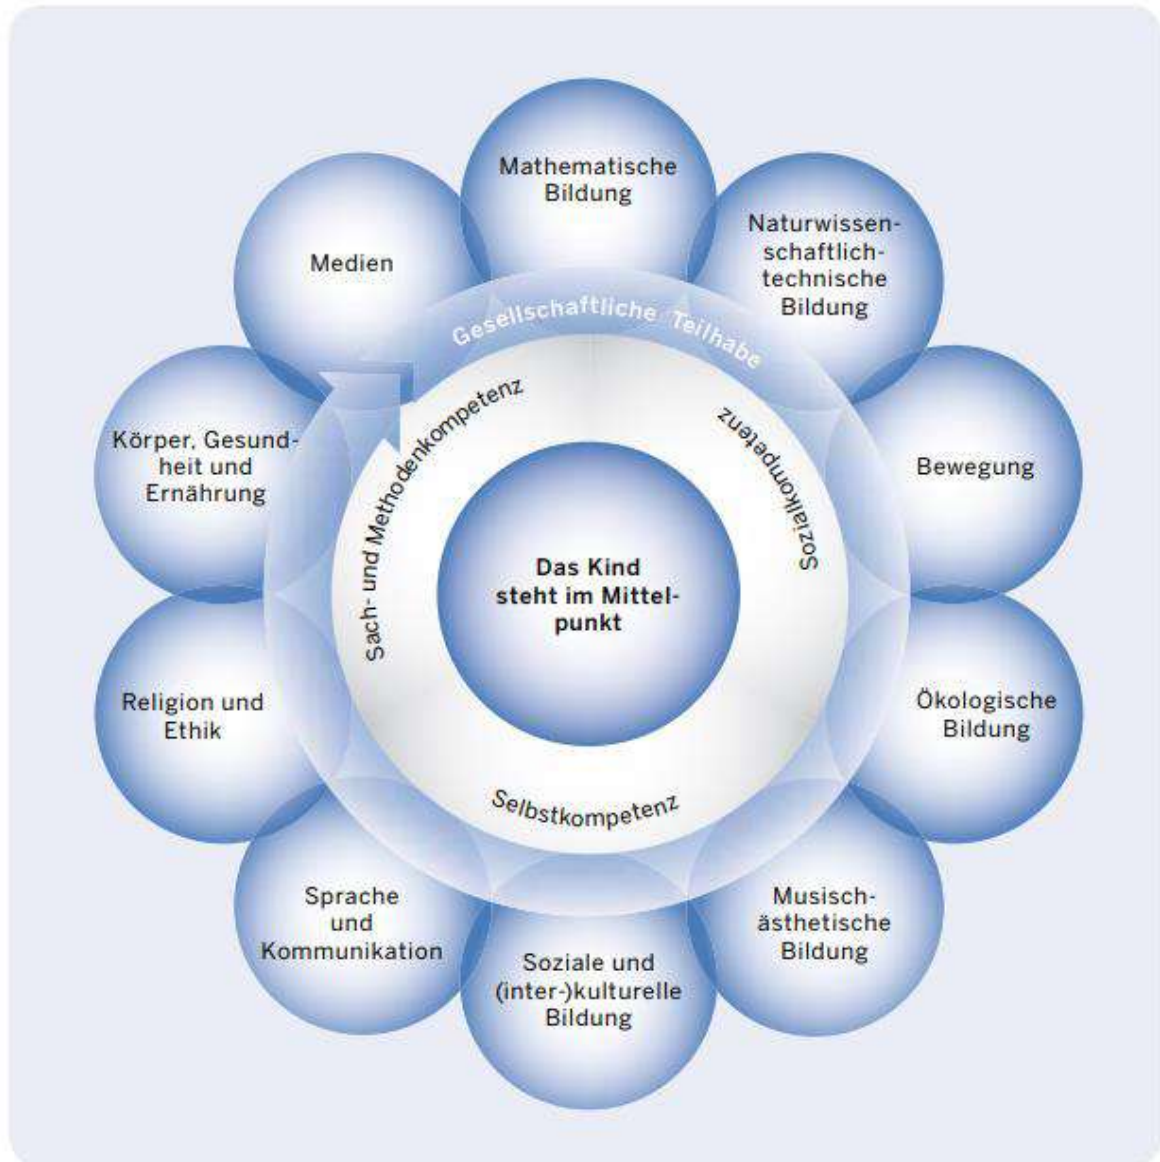 Mathematische
Bildung
Naturwissen-
schaftlich-
technische
Bildung
Medien
Gesellschaftliche Teilhabe
Sach- und Methodenkompetenz
Sozialkompetenz
Körper, Gesund-
heit und
Ernährung
Bewegung
Das Kind
steht im Mittel-
punkt
Religion und
Ethik
Ökologische
Bildung
Selbstkompetenz
Sprache
und
Kommunikation
Musisch-
ästhetische
Bildung
Soziale und
(inter-)kulturelle
Bildung